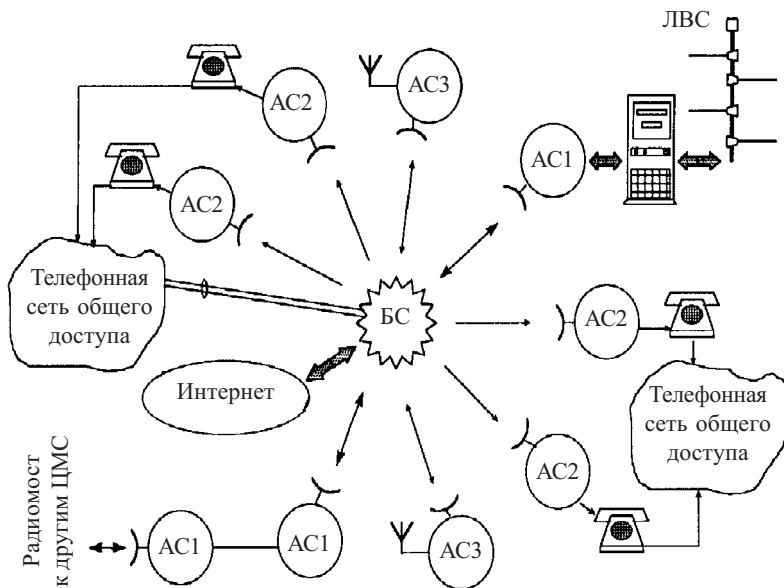 ЛВС
АС2
АС3
АС1
АС2
Телефонная
сеть общего
доступа
БС
АС2
Интернет
Телефонная
сеть общего
доступа
АС2
Радиомост
к другим ЦМС
АС1
АС1
АС3